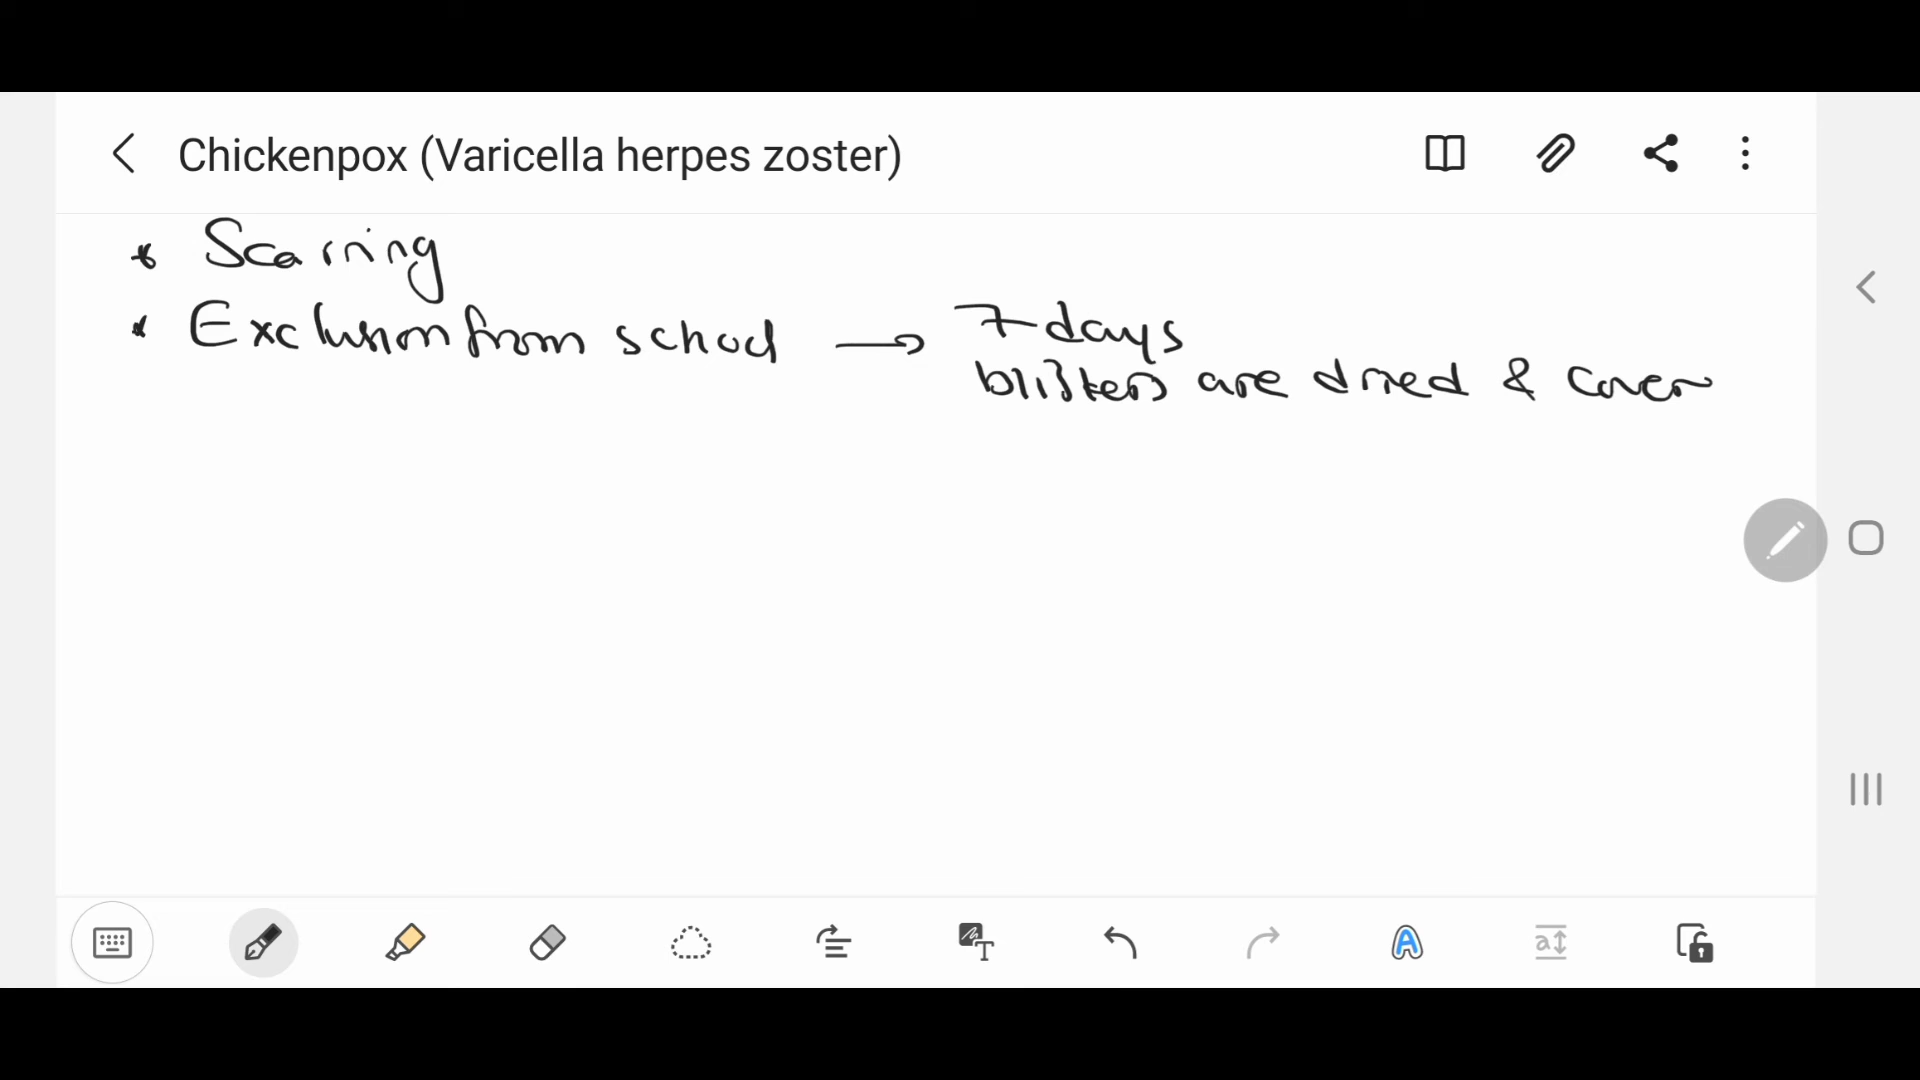 Chickenpox (Varicella herpes zoster)
* Scarring
* Exclusion from school → 7 days
blisters are dried & cover